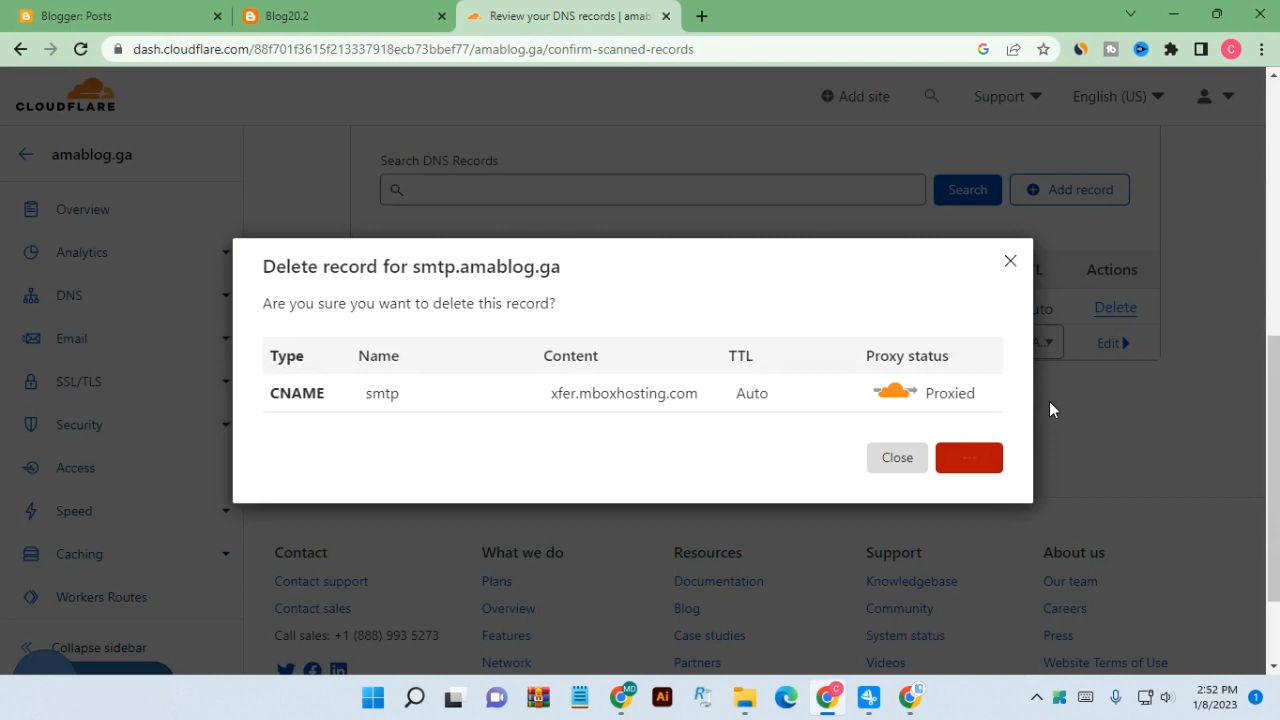 Blogger: Posts
Blog20.2
Review your DNS records | amab
dash.cloudflare.com/88f701f3615f213337918ecb73bbef77/amablog.ga/confirm-scanned-records
C
CLOUDFLARE
Add site
Support
English (US)
amablog.ga
Overview
Analytics
DNS
Email
SSL/TLS
Security
Access
Speed
Caching
Workers Routes
Collapse sidebar
Search DNS Records
Search
Add record
Actions
Delete
A...
Edit
Delete record for smtp.amablog.ga
Are you sure you want to delete this record?
Type Name Content TTL Proxy status
CNAME smtp xfer.mboxhosting.com Auto Proxied
Close
Contact
Contact support
Contact sales
Call sales: +1 (888) 993 5273
What we do
Plans
Overview
Features
Network
Resources
Documentation
Blog
Case studies
Partners
Support
Knowledgebase
Community
System status
Videos
About us
Our team
Careers
Press
Website Terms of Use
MD
Ai
C
2:52 PM
1/8/2023
1